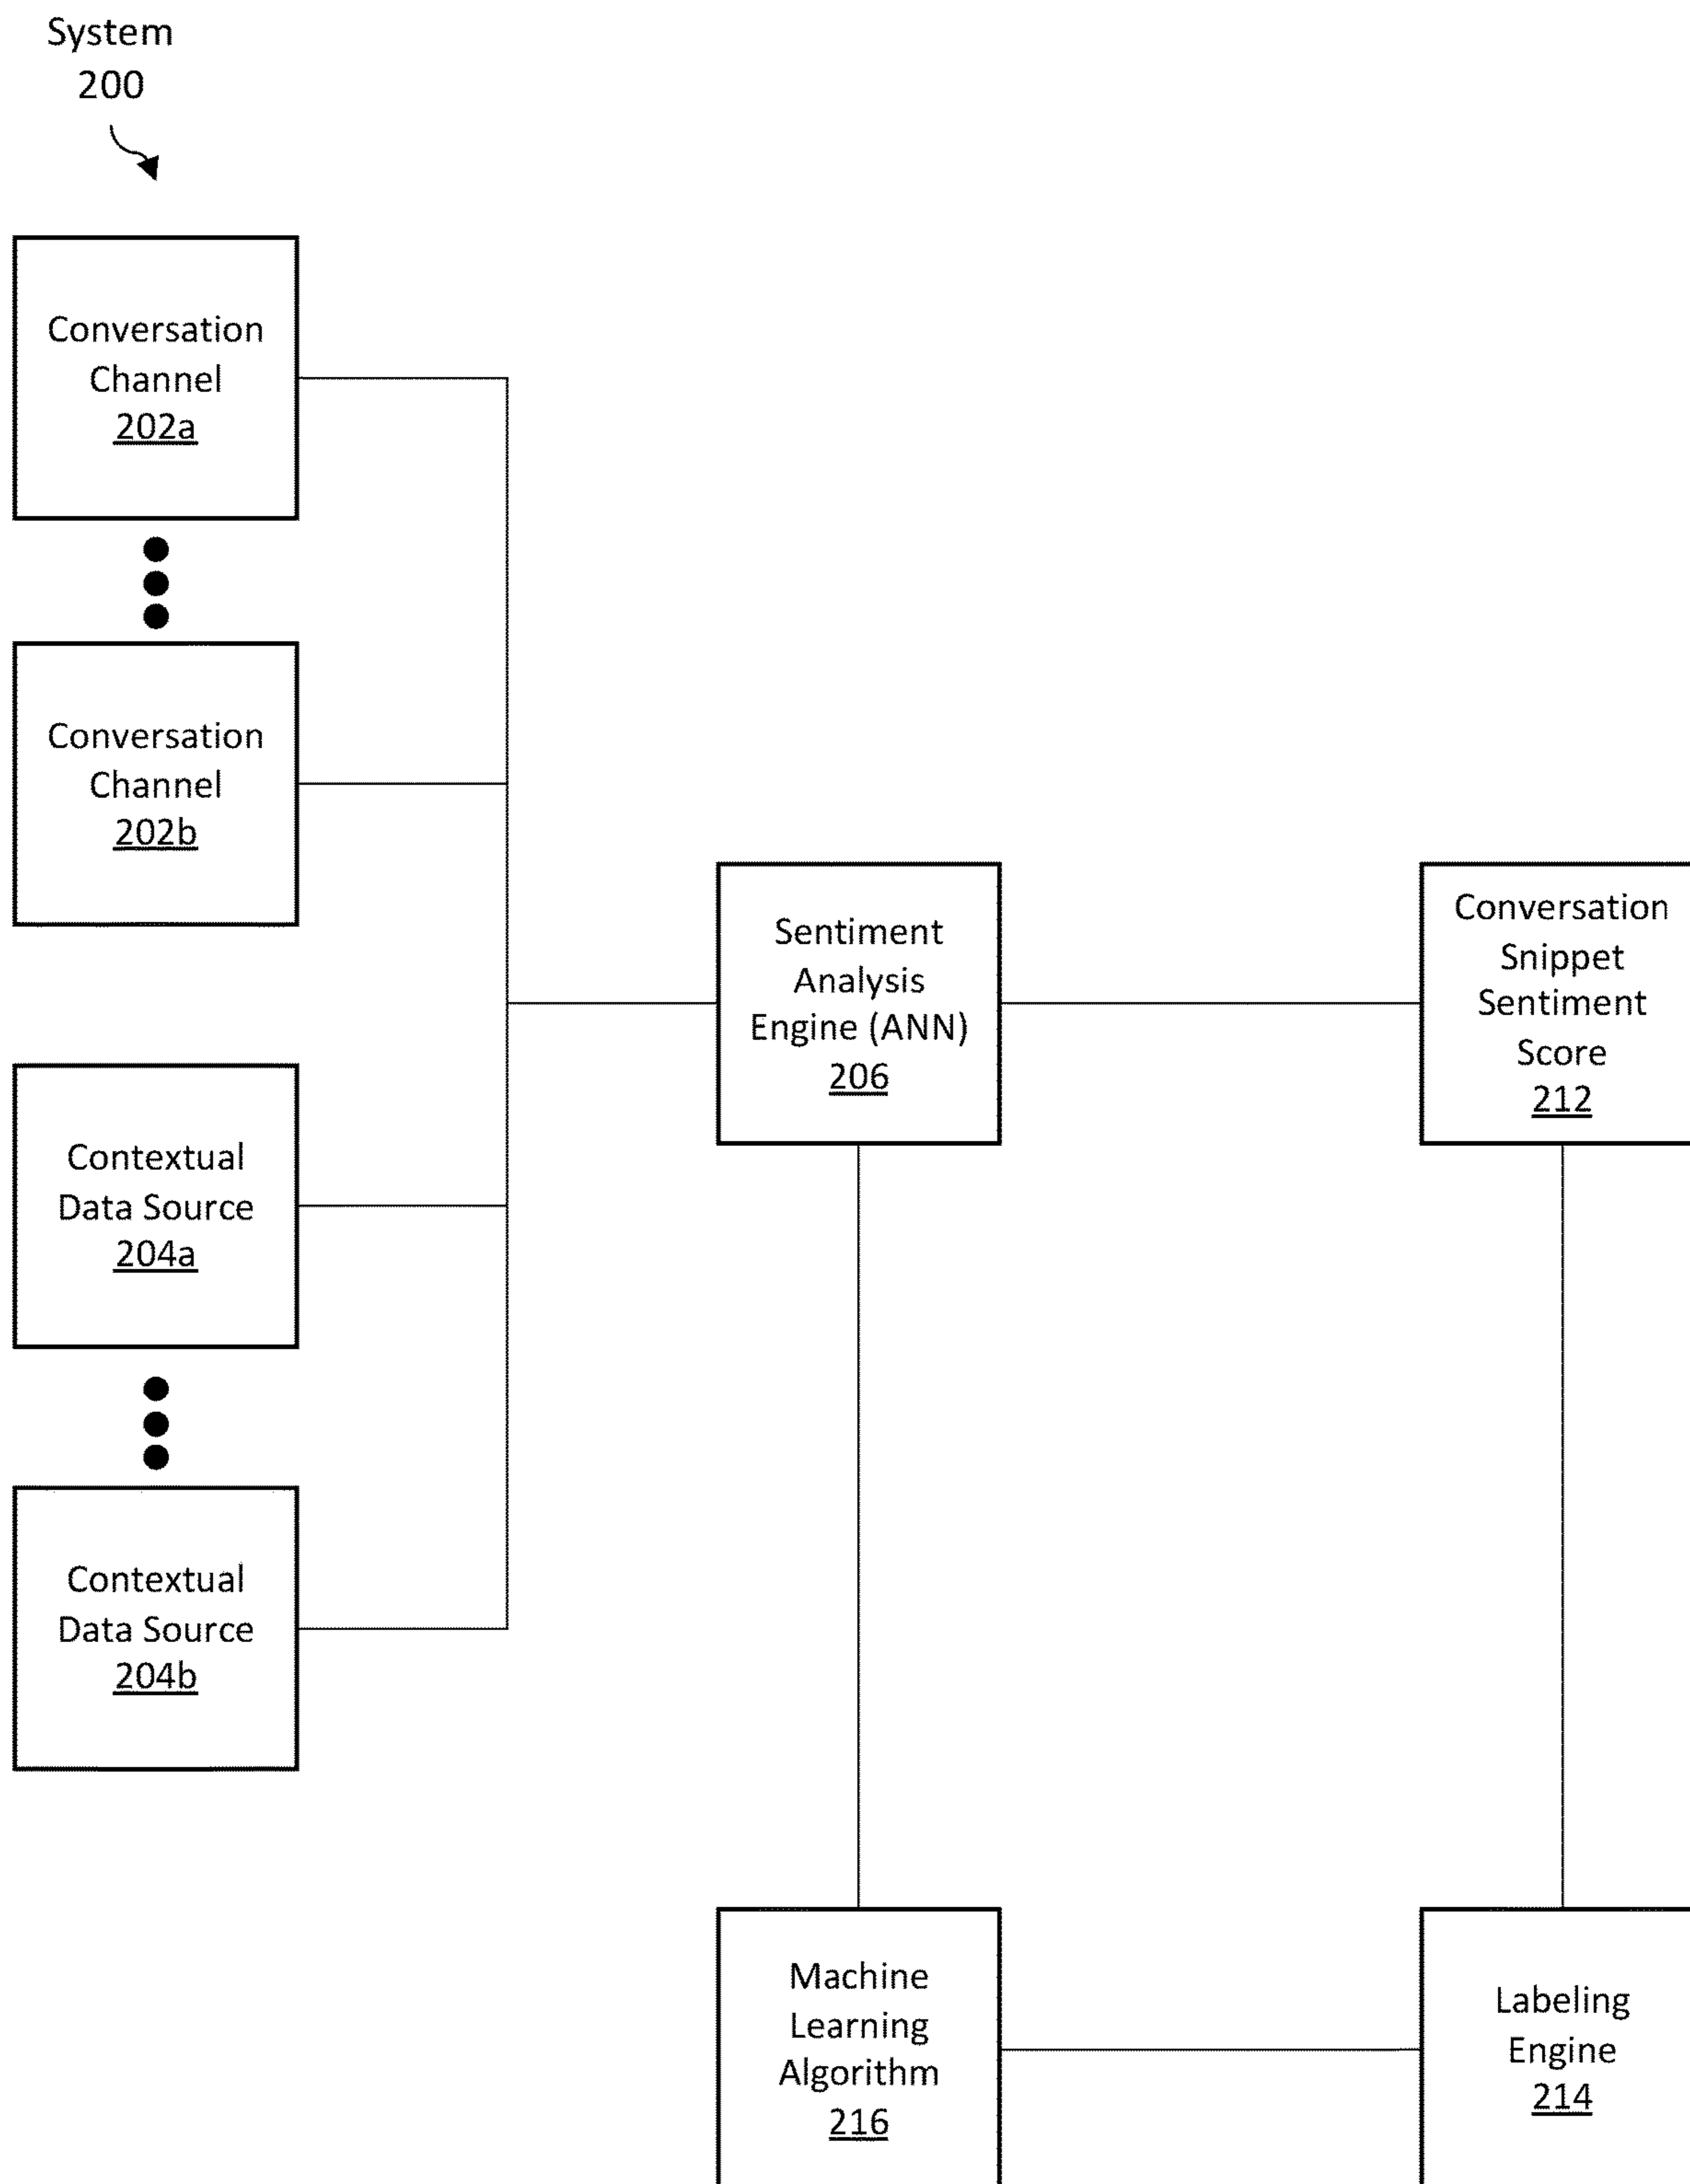 System
200
Conversation
Channel
202a
Conversation
Channel
202b
Sentiment
Analysis
Engine (ANN)
206
Conversation
Snippet
Sentiment
Score
212
Contextual
Data Source
204a
Contextual
Data Source
204b
Machine
Learning
Algorithm
216
Labeling
Engine
214